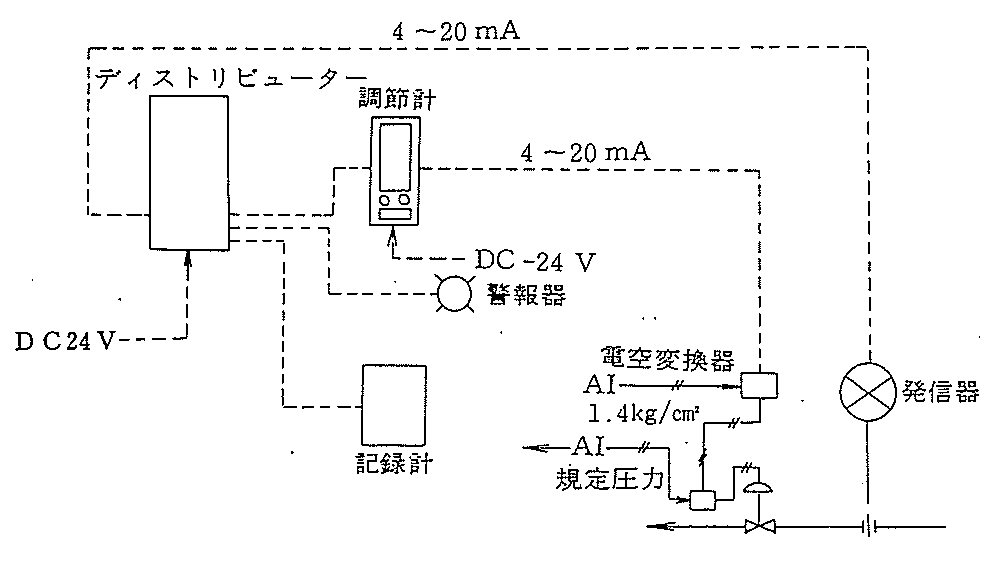 4～20 mA
ディストリビューター
調節計
4～20 mA
DC-24 V
警報器
DC24V
電空変換器
AI
1.4kg/cm²
発信器
AI
記録計
規定圧力